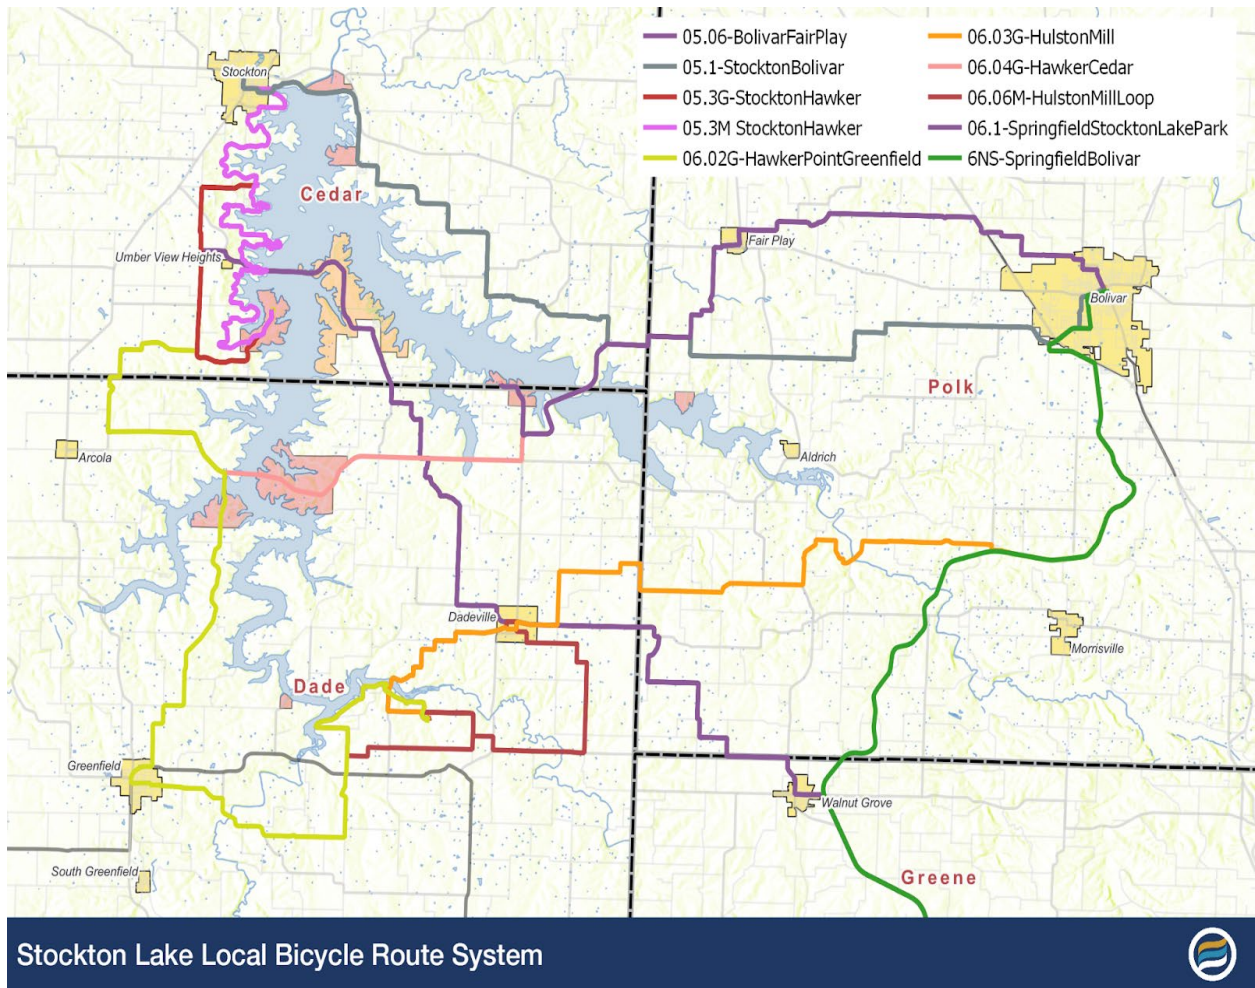 05.06-BolivarFairPlay
05.1-StocktonBolivar
05.3G-StocktonHawker
05.3M StocktonHawker
06.02G-HawkerPointGreenfield
06.03G-HulstonMill
06.04G-HawkerCedar
06.06M-HulstonMillLoop
06.1-SpringfieldStocktonLakePark
6NS-SpringfieldBolivar
Stockton
Cedar
Umber View Heights
Fair Play
Bolivar
Polk
Arcola
Aldrich
Dadeville
Morrisville
Dade
Greenfield
Walnut Grove
South Greenfield
Greene
Stockton Lake Local Bicycle Route System